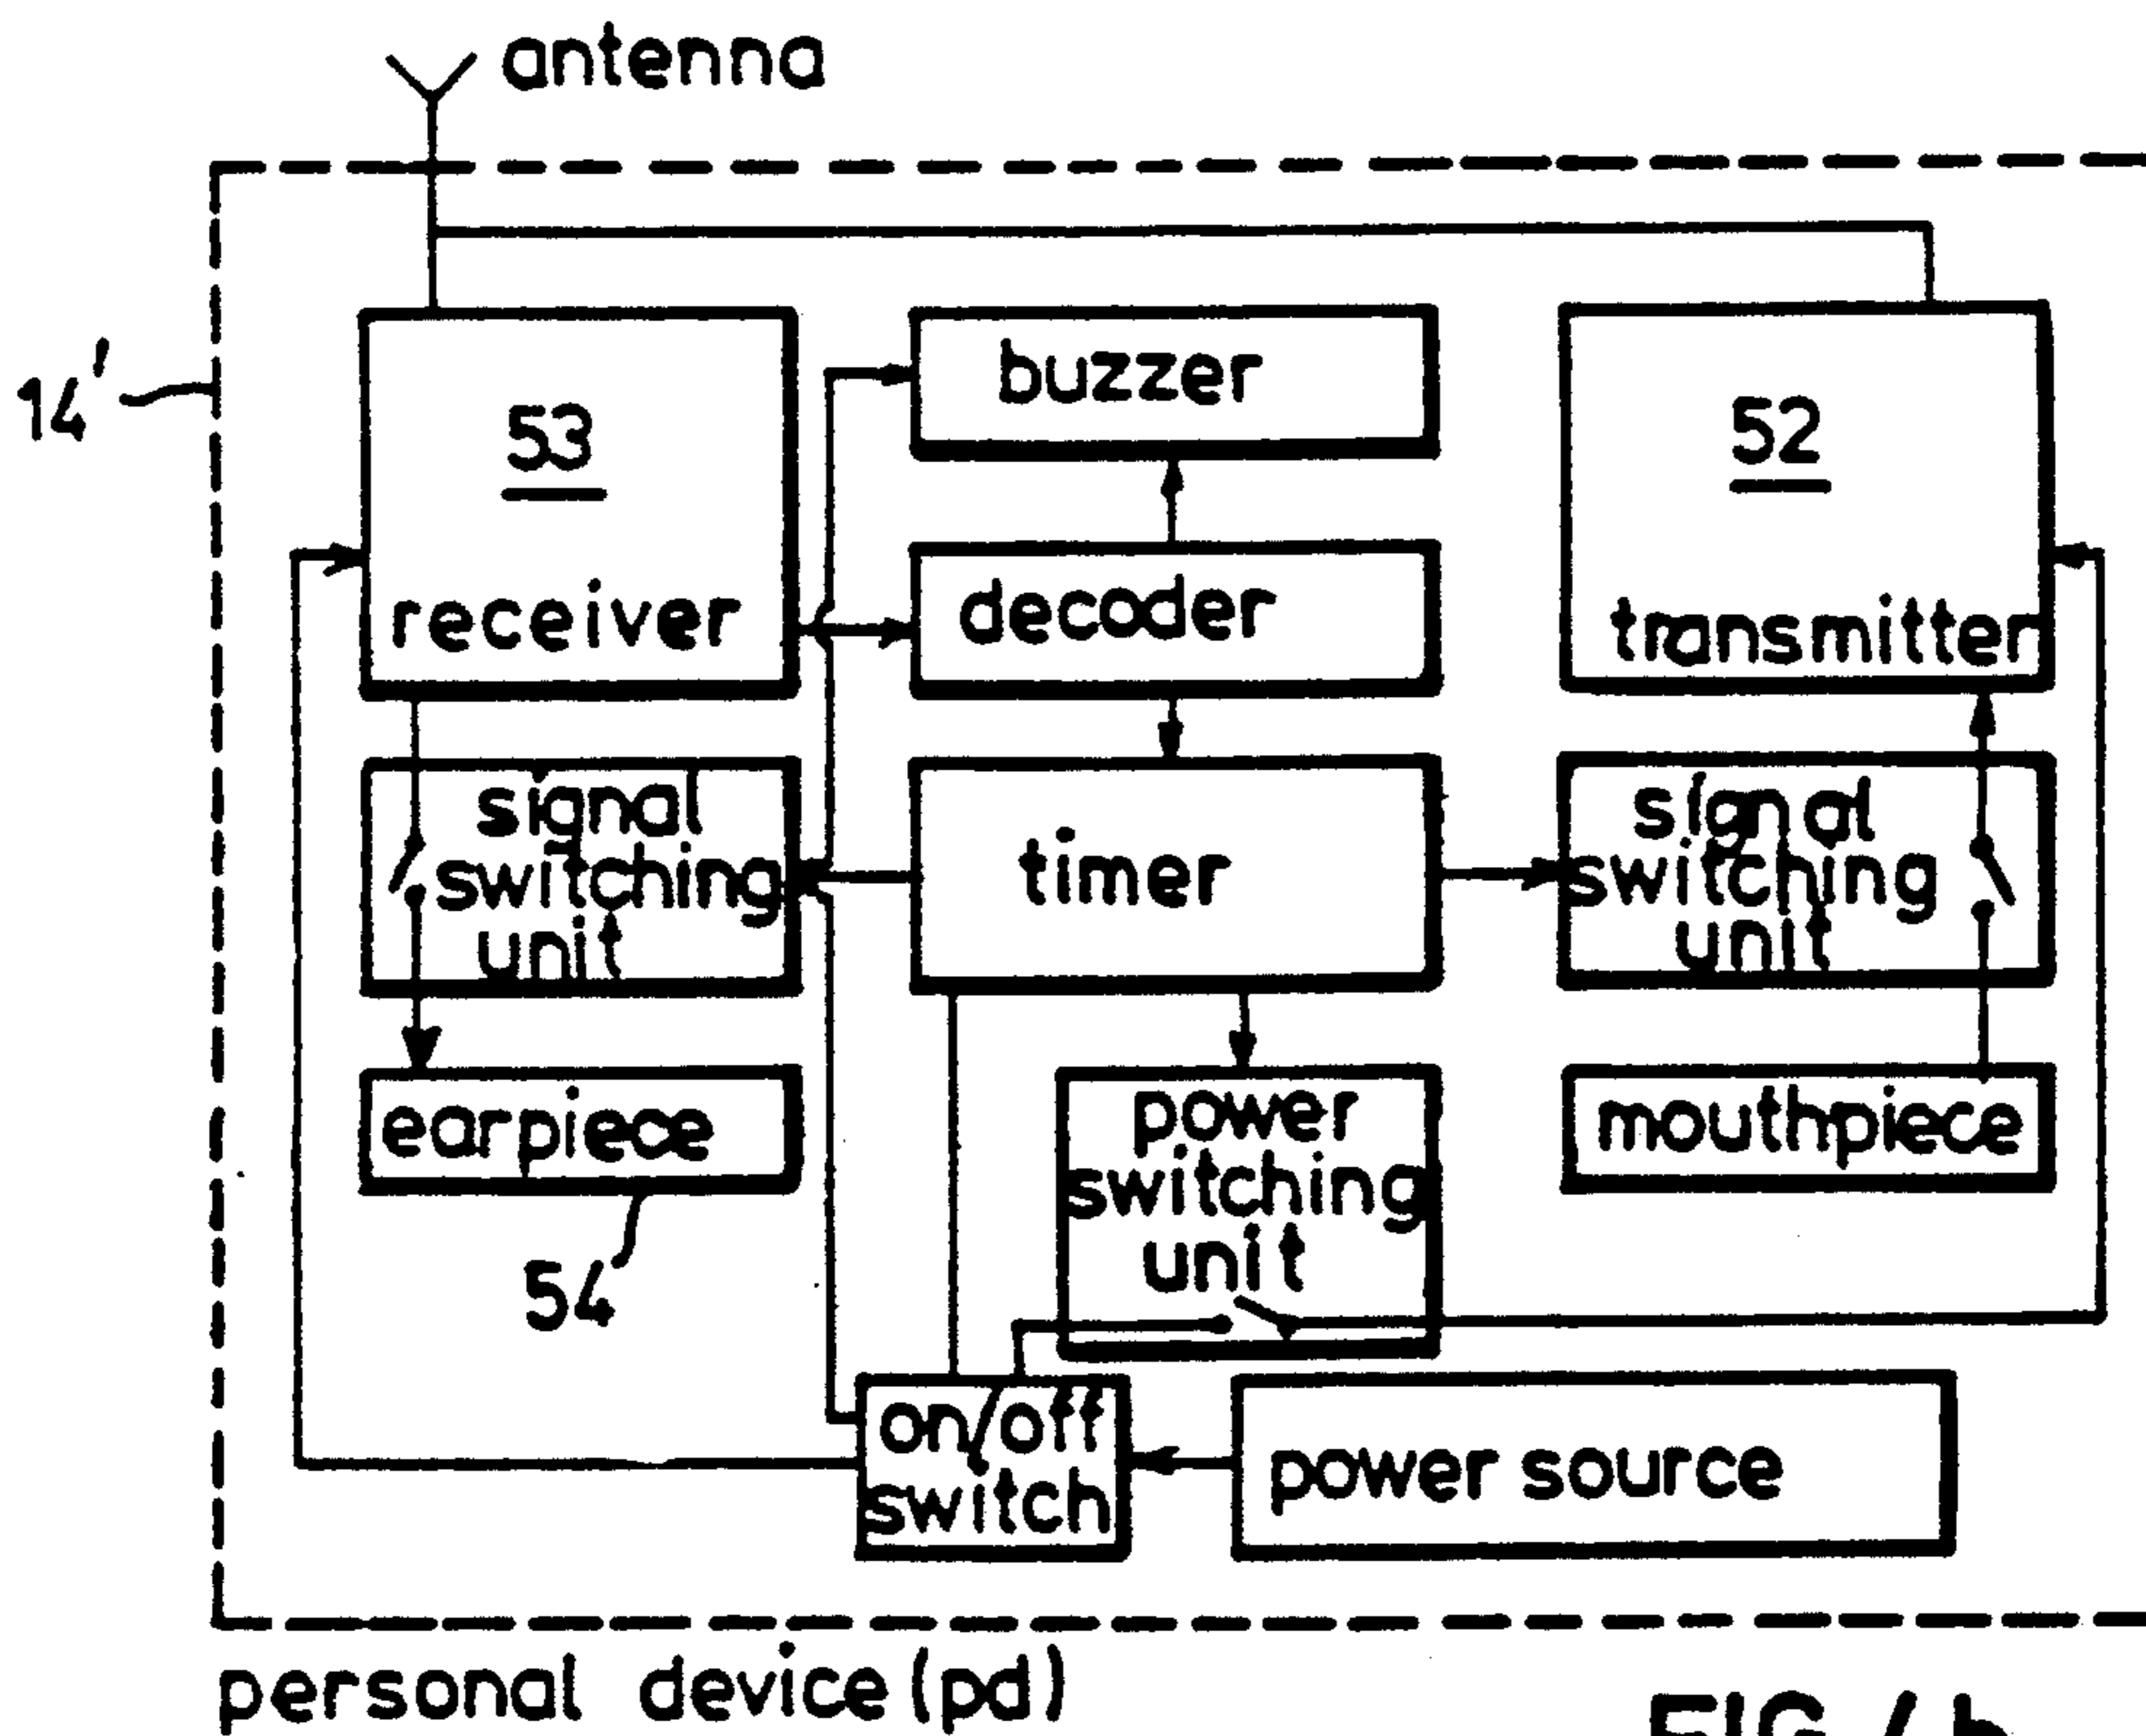 antenna
14'
53
receiver
buzzer
52
transmitter
decoder
signal
switching
unit
timer
signal
switching
unit
earpiece
54
power
switching
unit
mouthpiece
on/off
switch
power source
personal device (pd)